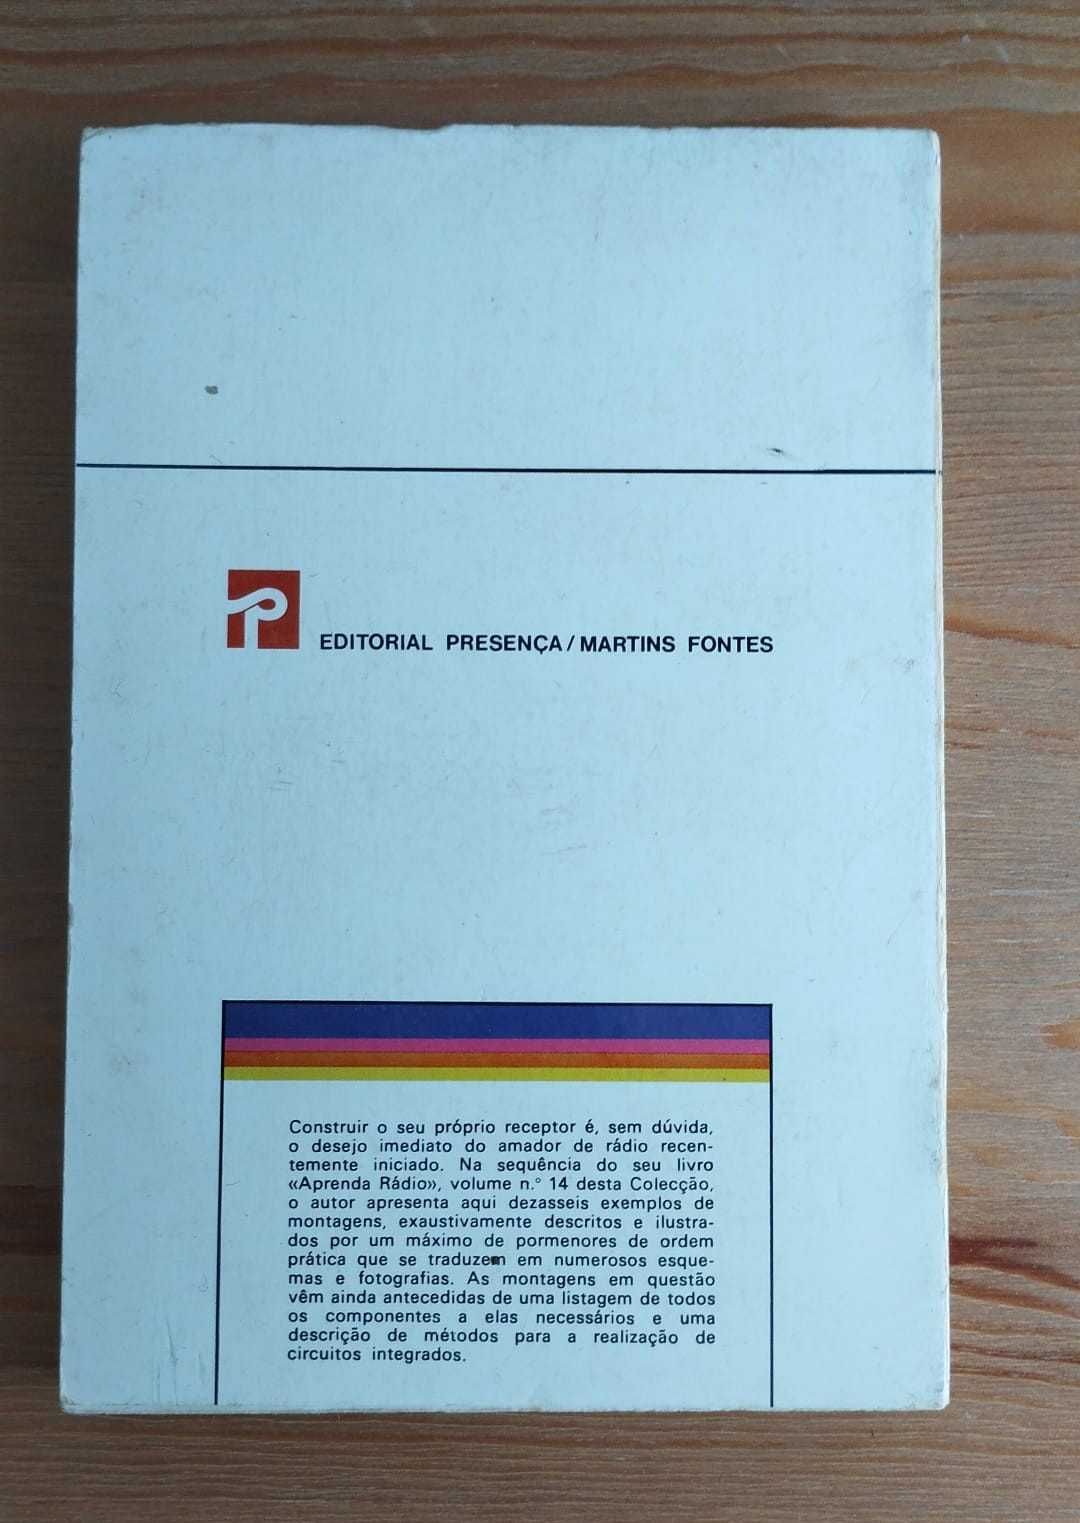 EDITORIAL PRESENÇA / MARTINS FONTES
Construir o seu próprio receptor é, sem dúvida,
o desejo imediato do amador de rádio recen-
temente iniciado. Na sequência do seu livro
«Aprenda Rádio», volume n.º 14 desta Colecção,
o autor apresenta aqui dezasseis exemplos de
montagens, exaustivamente descritos e ilustra-
dos por um máximo de pormenores de ordem
prática que se traduzem em numerosos esque-
mas e fotografias. As montagens em questão
vêm ainda antecedidas de uma listagem de todos
os componentes a elas necessários e uma
descrição de métodos para a realização de
circuitos integrados.